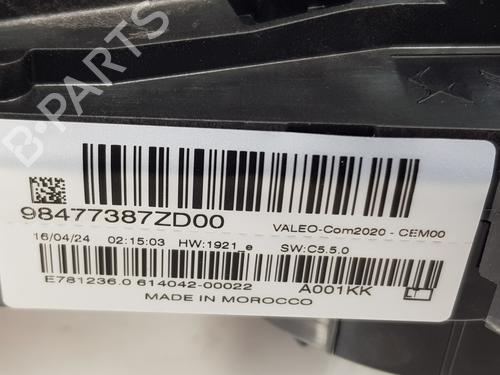 B-PARTS
98477387ZD00
VALEO-Com2020 - CEM00
16/04/24 02:15:03 HW:1921_e SW:C5.5.0
E781236.0 614042-00022 A001KK
MADE IN MOROCCO